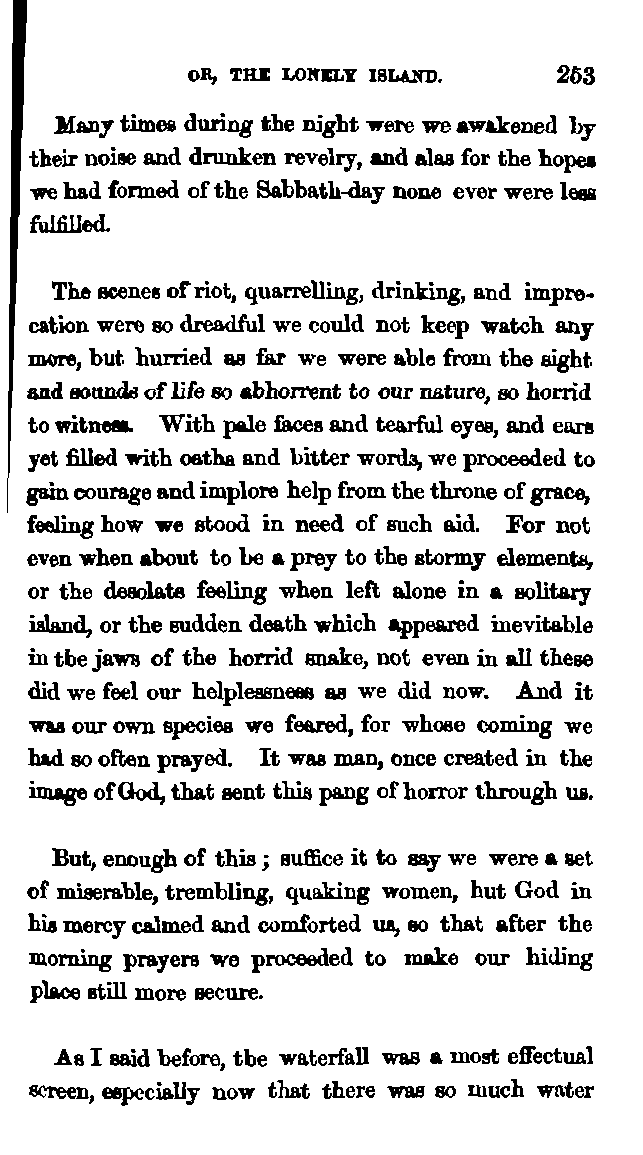 OR, THE LONELY ISLAND. 253
Many times during the night were we awakened by
their noise and drunken revelry, and alas for the hopes
we had formed of the Sabbath-day none ever were less
fulfilled.
The scenes of riot, quarrelling, drinking, and impre-
cation were so dreadful we could not keep watch any
more, but hurried as far we were able from the sight
and sounds of life so abhorrent to our nature, so horrid
to witness. With pale faces and tearful eyes, and ears
yet filled with oaths and bitter words, we proceeded to
gain courage and implore help from the throne of grace,
feeling how we stood in need of such aid. For not
even when about to be a prey to the stormy elements,
or the desolate feeling when left alone in a solitary
island, or the sudden death which appeared inevitable
in the jaws of the horrid snake, not even in all these
did we feel our helplessness as we did now. And it
was our own species we feared, for whose coming we
had so often prayed. It was man, once created in the
image of God, that sent this pang of horror through us.
But, enough of this; suffice it to say we were a set
of miserable, trembling, quaking women, but God in
his mercy calmed and comforted us, so that after the
morning prayers we proceeded to make our hiding
place still more secure.
As I said before, the waterfall was a most effectual
screen, especially now that there was so much water